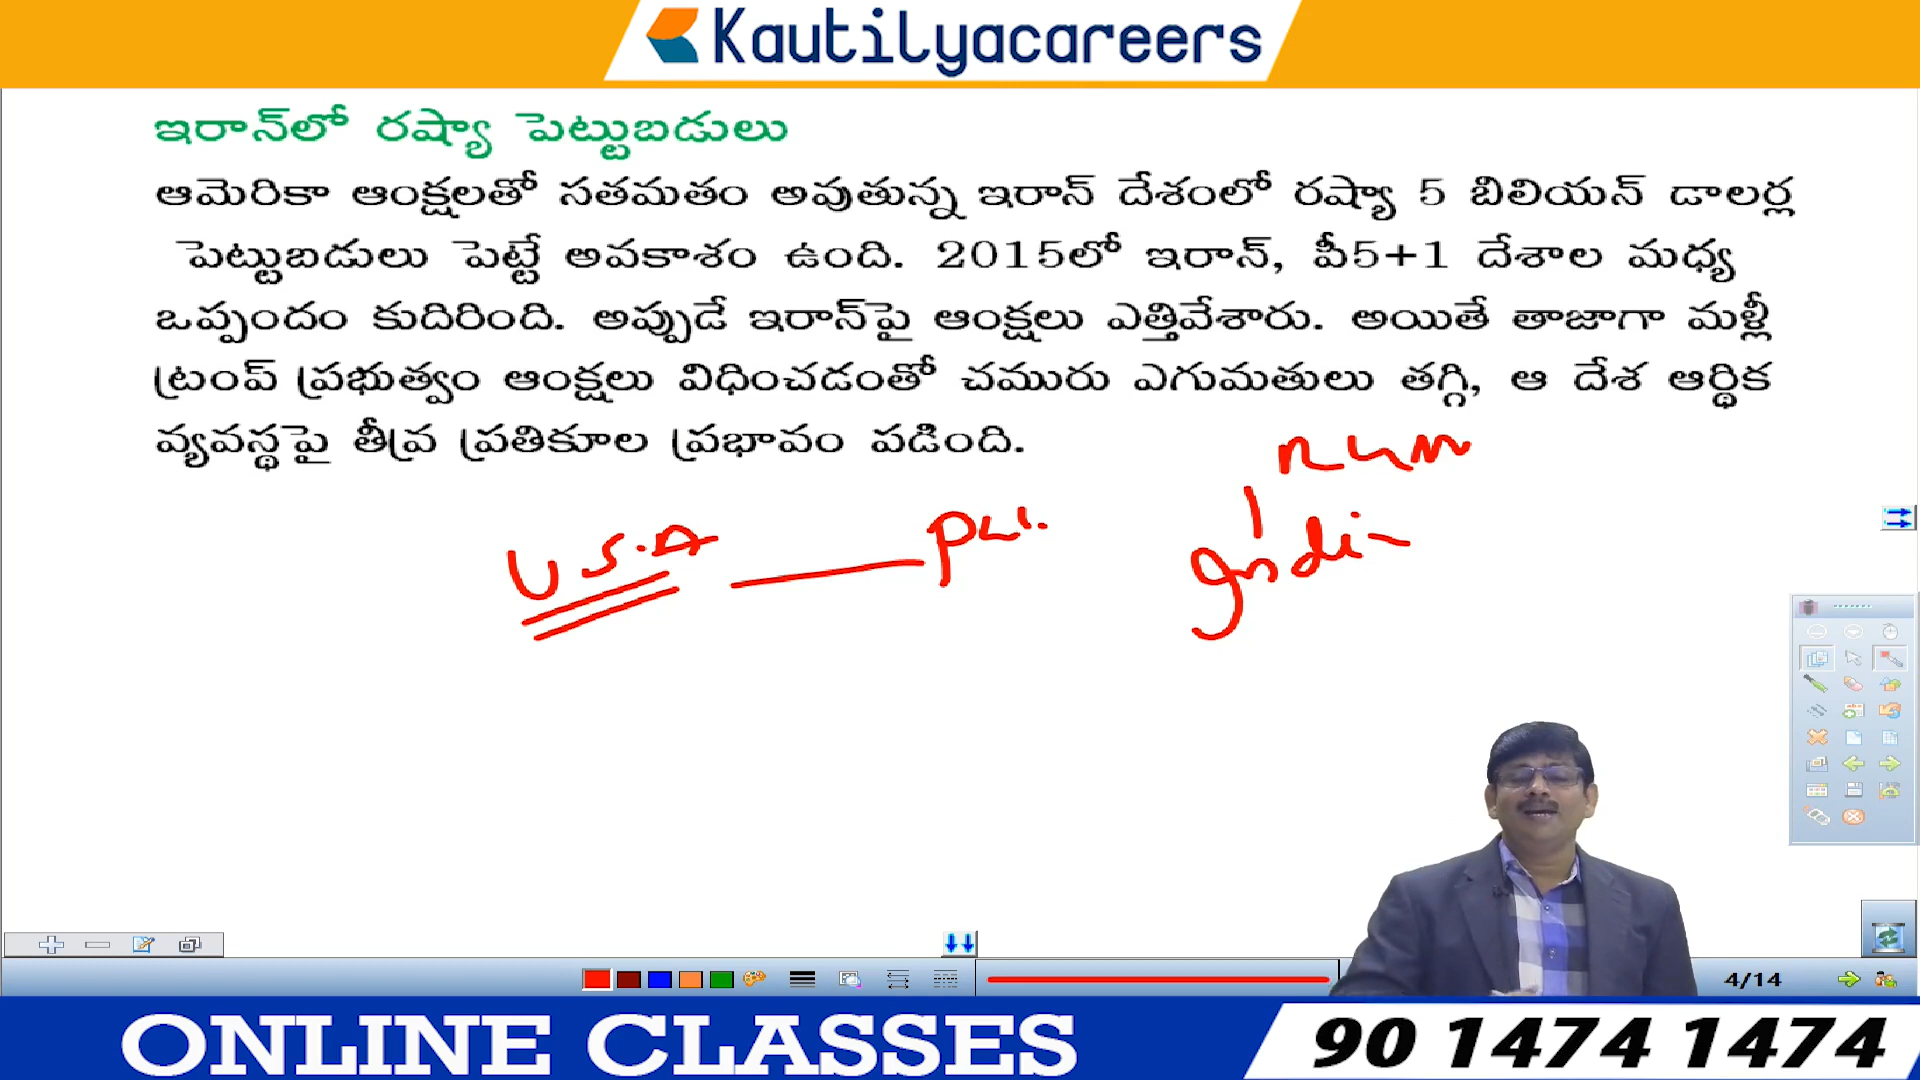 Kautilyacareers
ఇరాన్‌లో రష్యా పెట్టుబడులు
ఆమెరికా ఆంక్షలతో సతమతం అవుతున్న ఇరాన్ దేశంలో రష్యా 5 బిలియన్ డాలర్ల
పెట్టుబడులు పెట్టే అవకాశం ఉంది. 2015లో ఇరాన్, పీ5+1 దేశాల మధ్య
ఒప్పందం కుదిరింది. అప్పుడే ఇరాన్‌పై ఆంక్షలు ఎత్తివేశారు. అయితే తాజాగా మళ్లీ
ట్రంప్ ప్రభుత్వం ఆంక్షలు విధించడంతో చమురు ఎగుమతులు తగ్గి, ఆ దేశ ఆర్థిక
వ్యవస్థపై తీవ్ర ప్రతికూల ప్రభావం పడింది.
U.S.A
India
4/14
ONLINE CLASSES
90 1474 1474